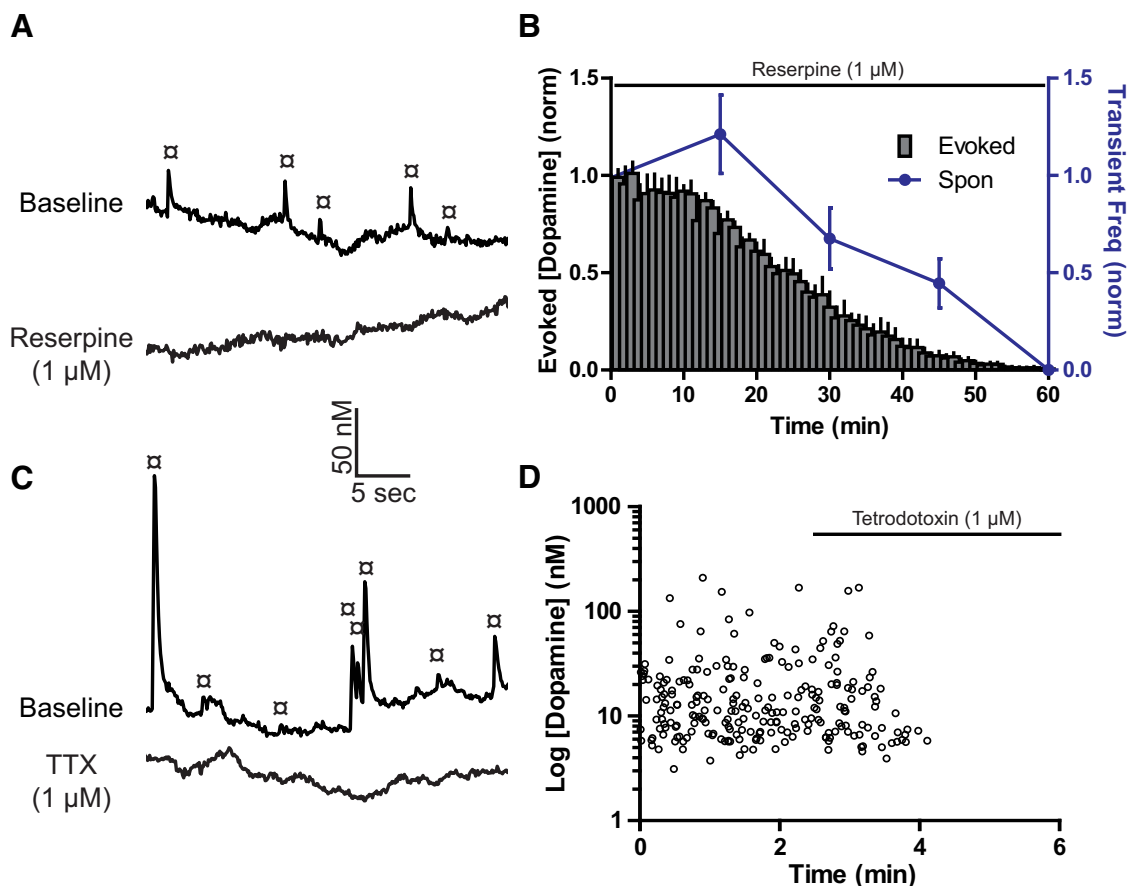 A
¤
¤
¤
¤
¤
Baseline
Reserpine
(1 µM)
50 nM
5 sec
B
Reserpine (1 µM)
Evoked [Dopamine] (norm)
1.5
1.0
0.5
0.0
Evoked
Spon
1.5
1.0
0.5
0.0
Transient Freq (norm)
0 10 20 30 40 50 60
Time (min)
C
¤
¤
¤
¤
¤
¤
¤
¤
Baseline
TTX
(1 µM)
D
Tetrodotoxin (1 µM)
Log [Dopamine] (nM)
1000
100
10
1
0 2 4 6
Time (min)